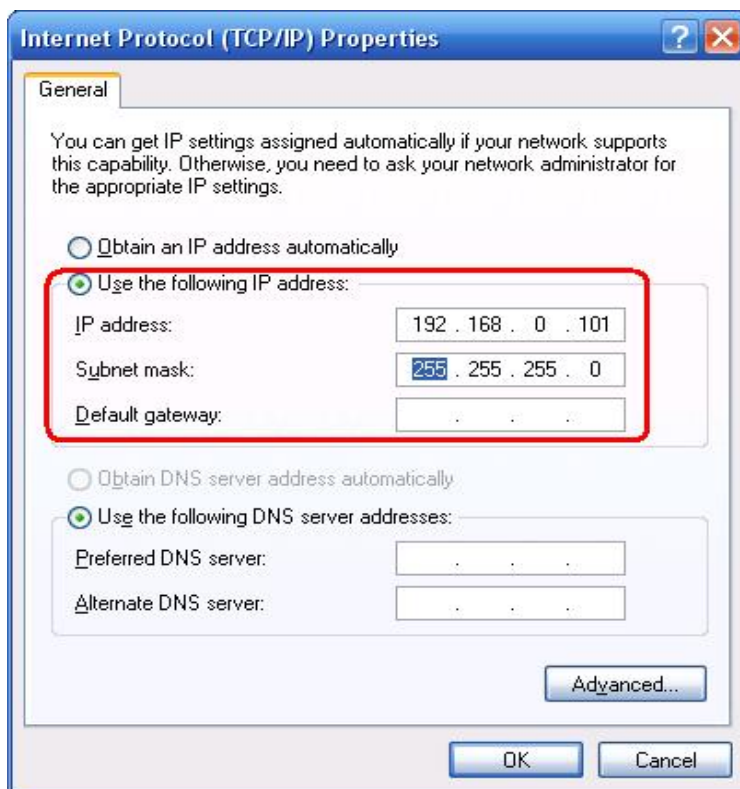 Internet Protocol (TCP/IP) Properties
General
You can get IP settings assigned automatically if your network supports
this capability. Otherwise, you need to ask your network administrator for
the appropriate IP settings.
Obtain an IP address automatically
Use the following IP address:
IP address: 192 . 168 . 0 . 101
Subnet mask: 255 . 255 . 255 . 0
Default gateway: . . .
Obtain DNS server address automatically
Use the following DNS server addresses:
Preferred DNS server: . . .
Alternate DNS server: . . .
Advanced...
OK Cancel